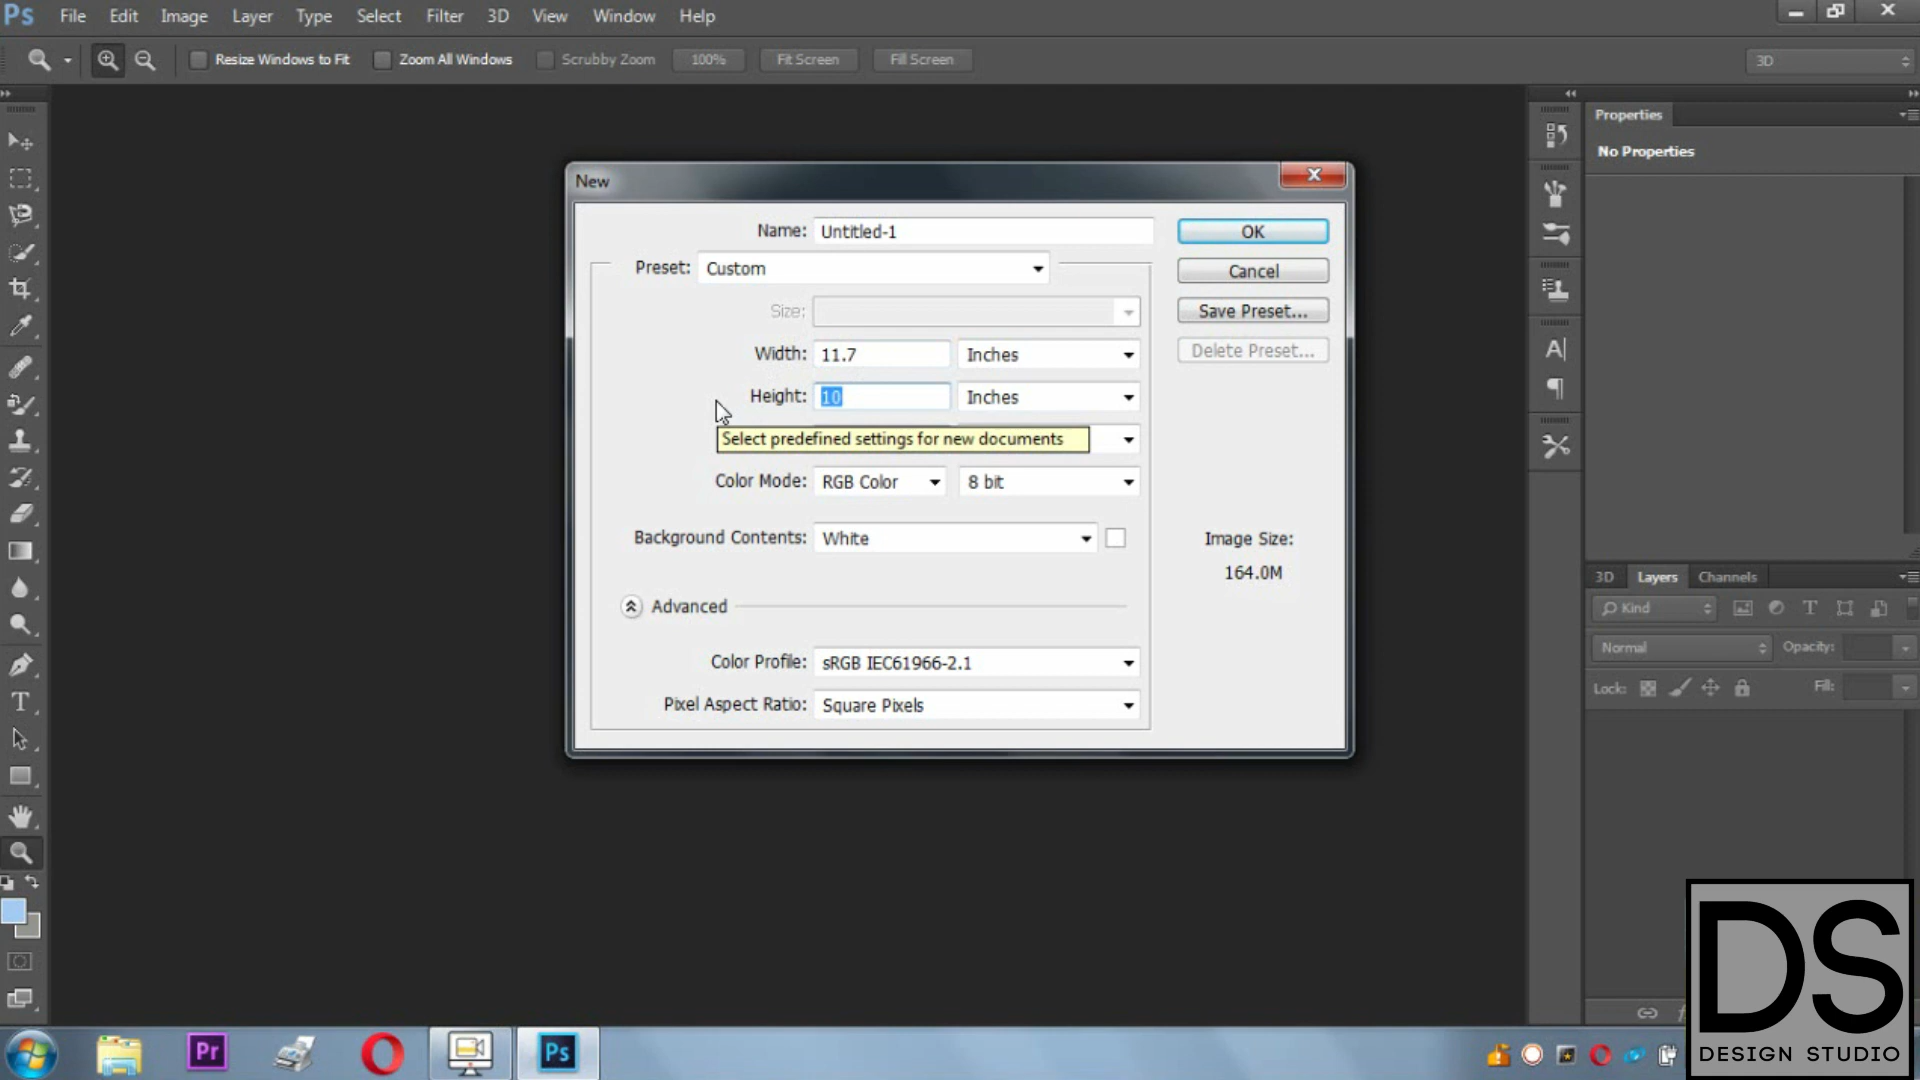 Ps File Edit Image Layer Type Select Filter 3D View Window Help
Resize Windows to Fit Zoom All Windows Scrubby Zoom 100% Fit Screen Fill Screen 3D
Properties
No Properties
New
Name: Untitled-1 OK
Preset: Custom Cancel
Size: Save Preset...
Width: 11.7 Inches Delete Preset...
Height: 10 Inches
Select predefined settings for new documents
Color Mode: RGB Color 8 bit
Background Contents: White
Image Size:
164.0M
Advanced
Color Profile: sRGB IEC61966-2.1
Pixel Aspect Ratio: Square Pixels
3D Layers Channels
Kind
Normal Opacity:
Lock: Fill:
Pr Ps
DS
DESIGN STUDIO